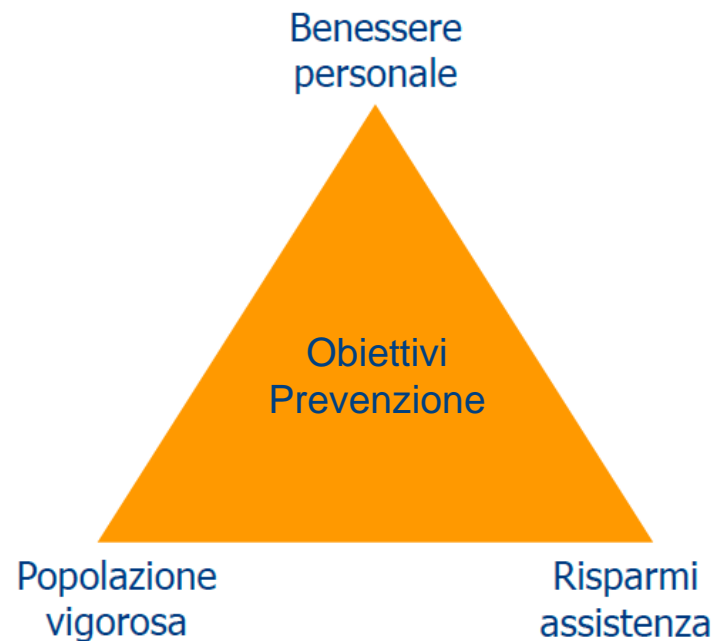 Benessere
personale
Obiettivi
Prevenzione
Popolazione
vigorosa
Risparmi
assistenza